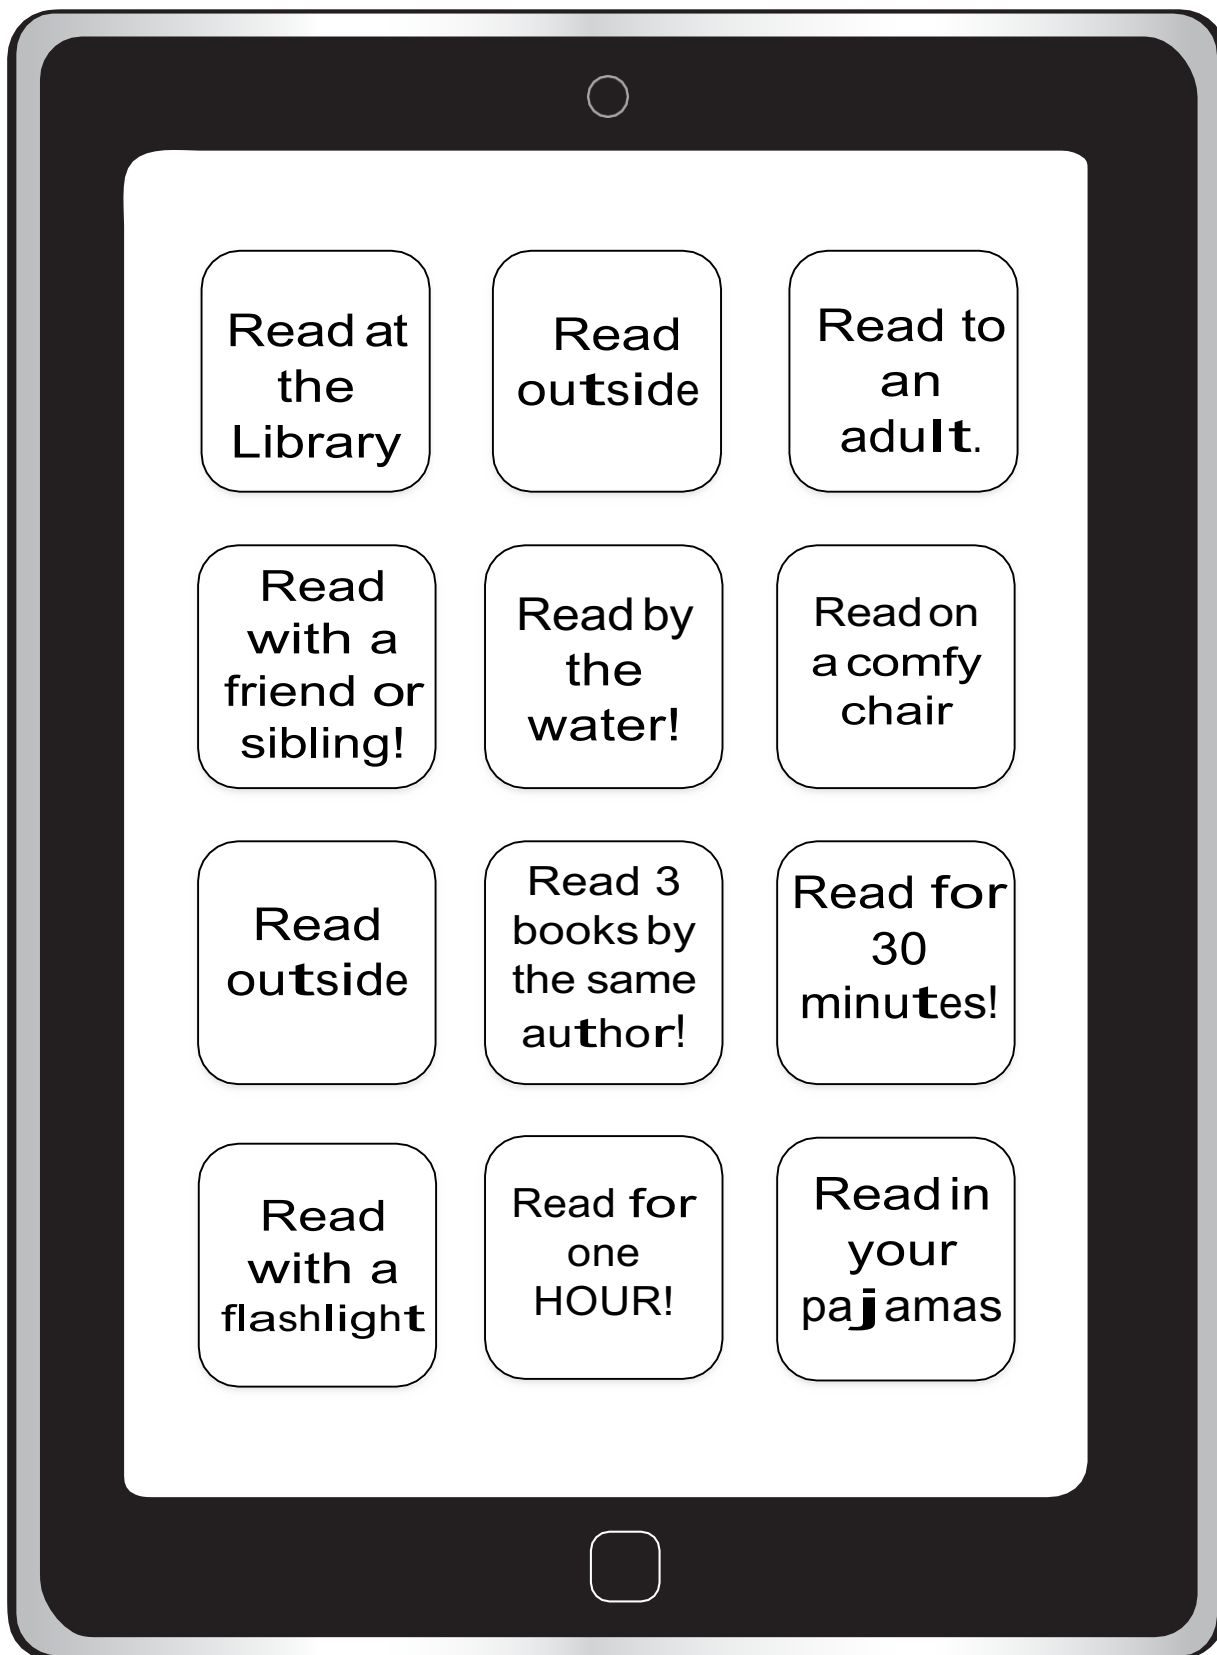 Read at
the
Library
Read
outside
Read to
an
adult.
Read
with a
friend or
sibling!
Read by
the
water!
Read on
a comfy
chair
Read
outside
Read 3
books by
the same
author!
Read for
30
minutes!
Read
with a
flashlight
Read for
one
HOUR!
Read in
your
pajamas